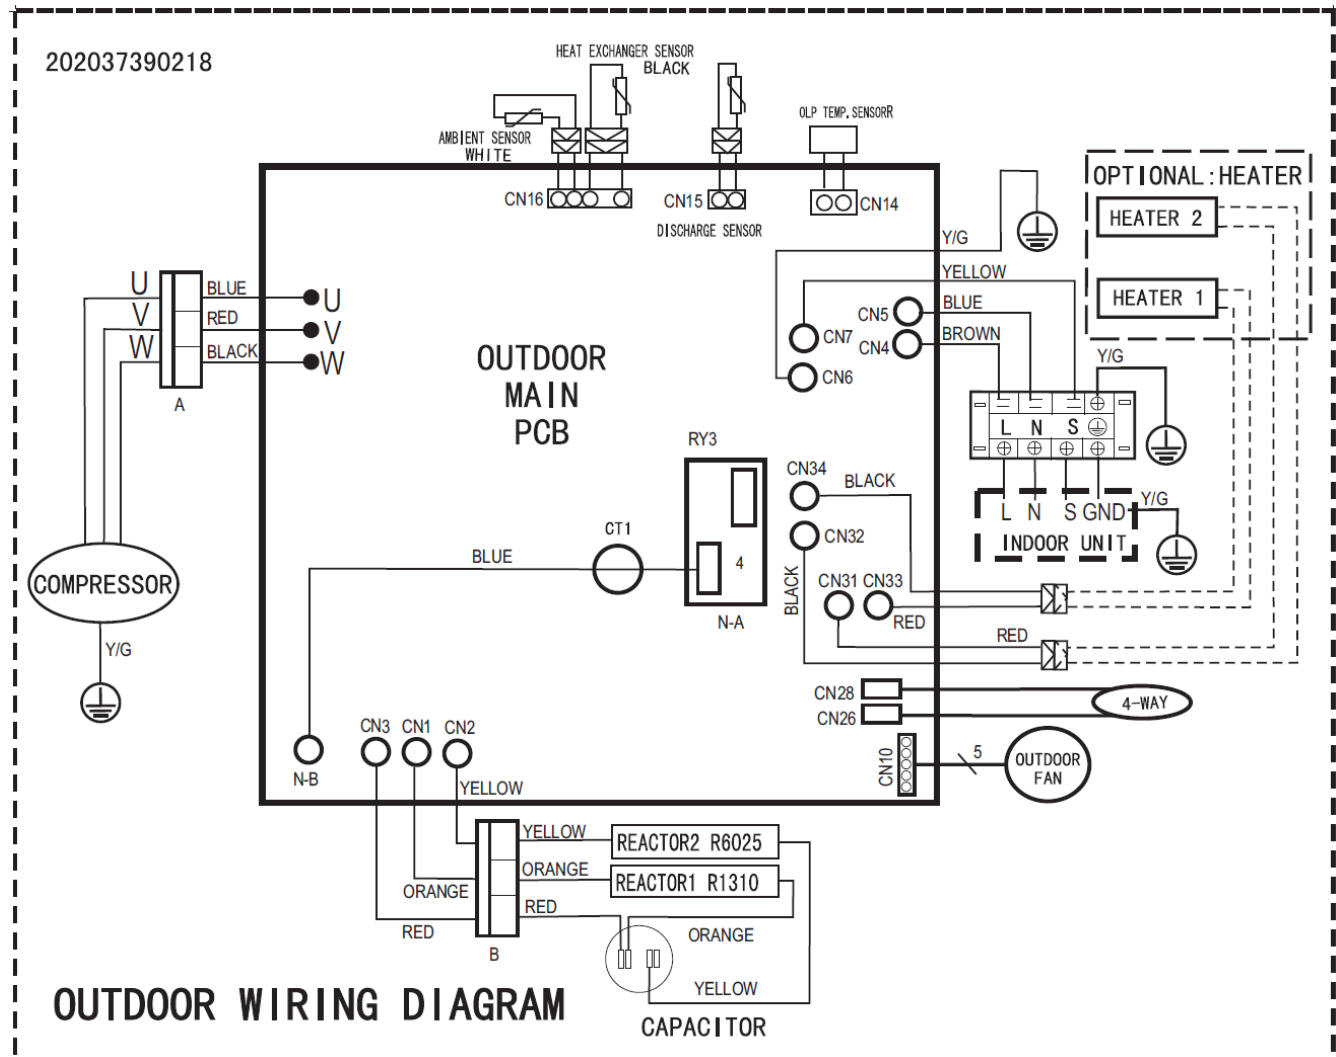 202037390218
HEAT EXCHANGER SENSOR
BLACK
AMBIENT SENSOR
WHITE
OLP TEMP.SENSORR
CN16
CN15
CN14
DISCHARGE SENSOR
OPTIONAL:HEATER
HEATER 2
HEATER 1
Y/G
YELLOW
BLUE
BROWN
CN5
CN7
CN4
CN6
U
V
W
BLUE
RED
BLACK
U
V
W
A
OUTDOOR
MAIN
PCB
Y/G
L N S
L N S GND
Y/G
INDOOR UNIT
RY3
4
N-A
CT1
BLUE
CN34
BLACK
CN32
BLACK
CN31 CN33
RED
RED
COMPRESSOR
Y/G
CN28
CN26
4-WAY
CN10
5
OUTDOOR
FAN
N-B
CN3 CN1 CN2
YELLOW
YELLOW
REACTOR2 R6025
ORANGE
REACTOR1 R1310
ORANGE
RED
RED
B
ORANGE
YELLOW
CAPACITOR
OUTDOOR WIRING DIAGRAM